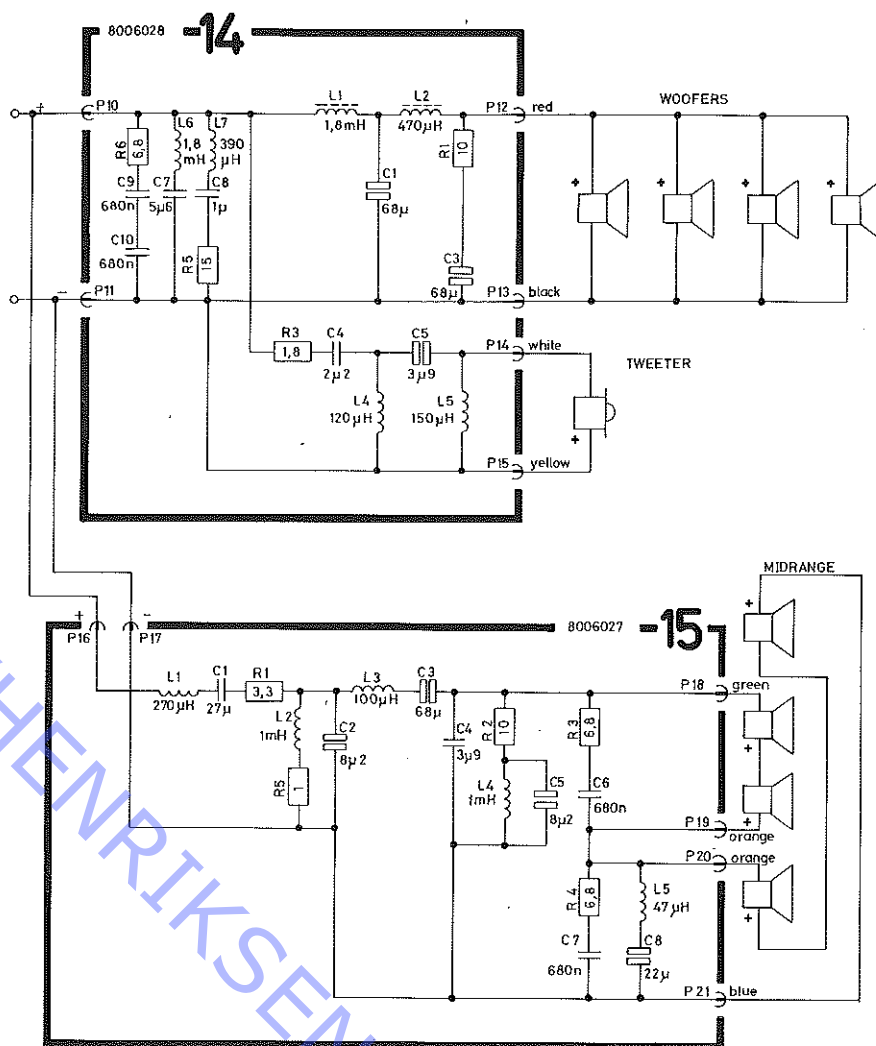 8006028 -14
+ P10
L6
1,8
mH
L7
390
µH
R6
6,8
C9
680n
C7
5µ6
C8
1µ
C10
680n
R5
15
- P11
L1
1,8mH
L2
470µH
R1
10
C1
68µ
C3
68µ
P12 red
P13 black
WOOFERS
+
+
+
+
R3
1,8
C4
2µ2
C5
3µ9
L4
120µH
L5
150µH
P14 white
P15 yellow
TWEETER
+
MIDRANGE
+
+ P16
- P17
8006027 -15
L1
270µH
C1
27µ
R1
3,3
L2
1mH
R5
1
C2
8µ2
L3
100µH
C3
68µ
C4
3µ9
R2
10
L4
1mH
C5
8µ2
R3
6,8
C6
680n
P18 green
+
+
P19 orange
P20 orange
R4
6,8
L5
47µH
C7
680n
C8
22µ
+
P21 blue
HENRIKSEN